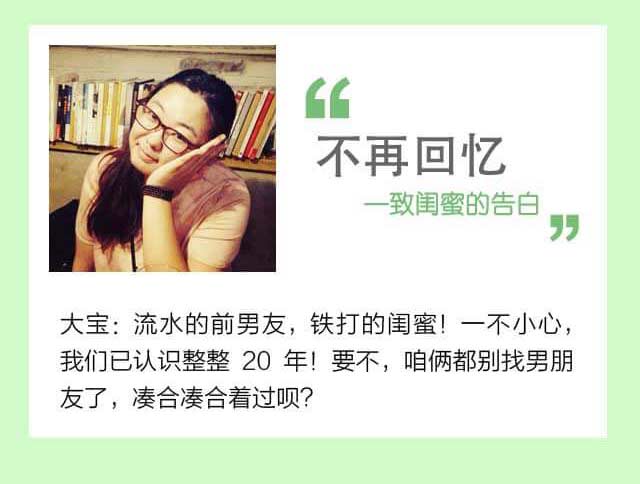 “
不再回忆
—致闺蜜的告白
”
大宝：流水的前男友，铁打的闺蜜！一不小心，
我们已认识整整 20 年！要不，咱俩都别找男朋
友了，凑合凑合着过呗？